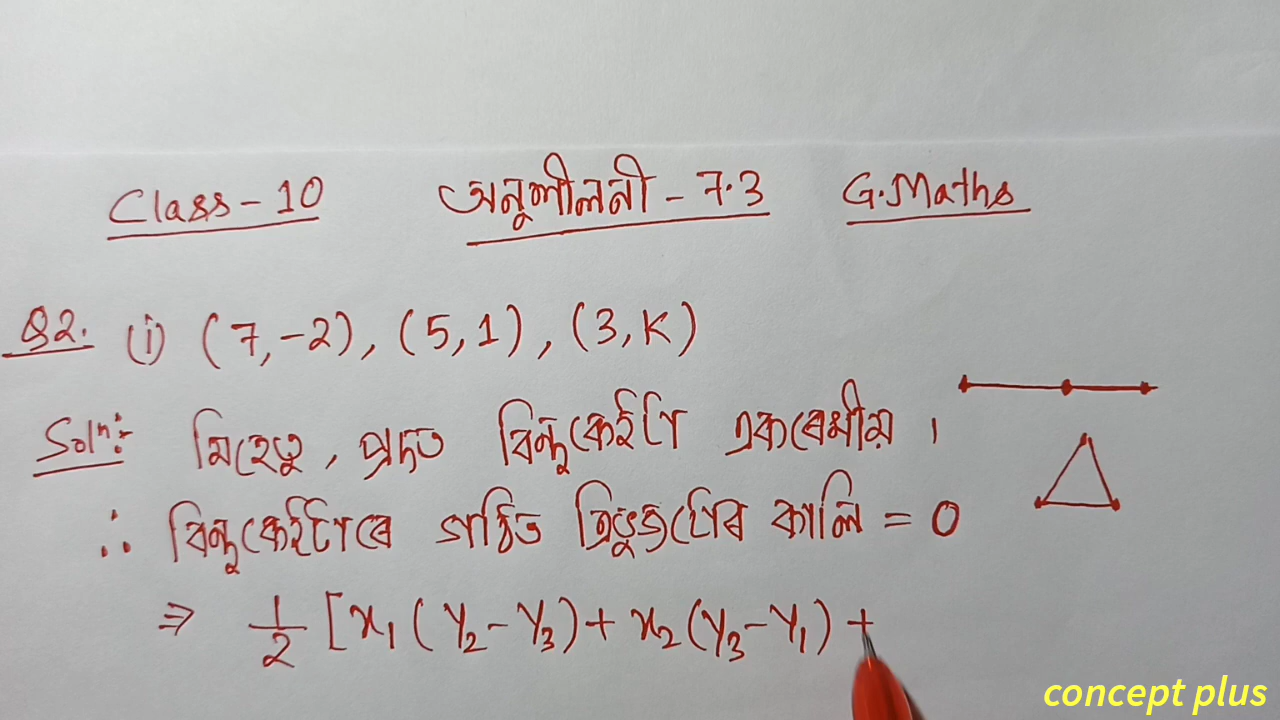 Class - 10 অনুশীলনী - 7.3 G.Maths
Q2. (i) (7, -2), (5, 1), (3, K)
Solⁿ:- যিহেতু, প্ৰদত্ত বিন্দুকেইটা একৰেখীয় ।
∴ বিন্দুকেইটাৰে গঠিত ত্ৰিভুজটোৰ কালি = 0
⇒ 1/2 [x₁ (y₂ - y₃) + x₂ (y₃ - y₁) +
concept plus